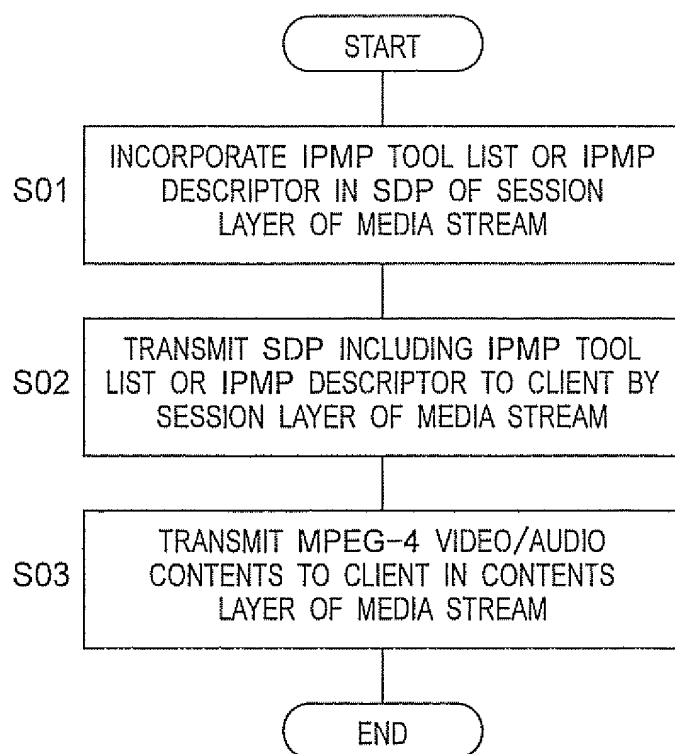 START
S01
INCORPORATE IPMP TOOL LIST OR IPMP
DESCRIPTOR IN SDP OF SESSION
LAYER OF MEDIA STREAM
S02
TRANSMIT SDP INCLUDING IPMP TOOL
LIST OR IPMP DESCRIPTOR TO CLIENT BY
SESSION LAYER OF MEDIA STREAM
S03
TRANSMIT MPEG-4 VIDEO/AUDIO
CONTENTS TO CLIENT IN CONTENTS
LAYER OF MEDIA STREAM
END